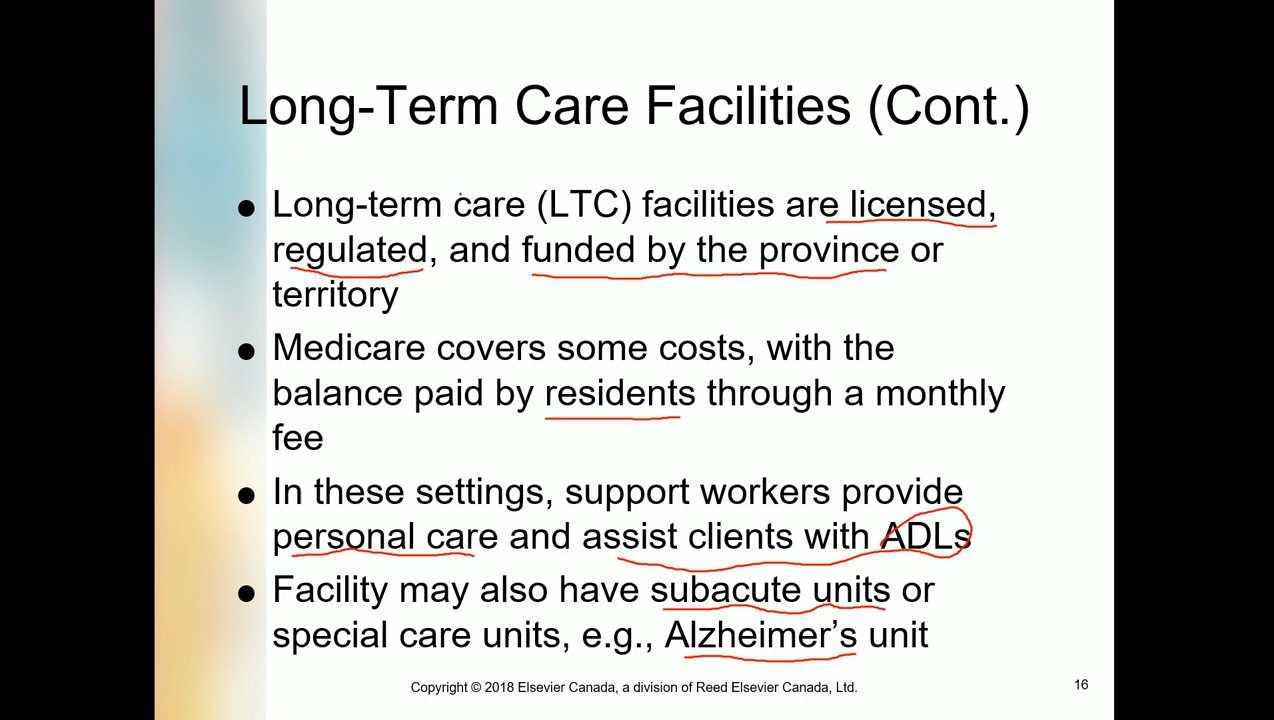 Long-Term Care Facilities (Cont.)
● Long-term care (LTC) facilities are licensed,
regulated, and funded by the province or
territory
● Medicare covers some costs, with the
balance paid by residents through a monthly
fee
● In these settings, support workers provide
personal care and assist clients with ADLs
● Facility may also have subacute units or
special care units, e.g., Alzheimer’s unit
Copyright © 2018 Elsevier Canada, a division of Reed Elsevier Canada, Ltd.
16